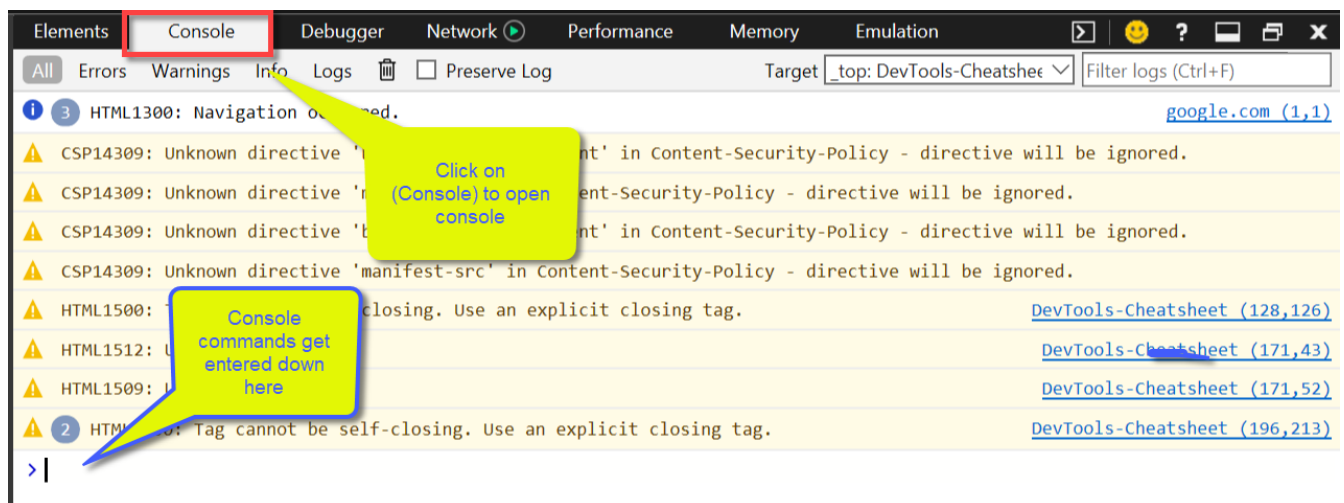 Elements Console Debugger Network Performance Memory Emulation ?
All Errors Warnings Info Logs Preserve Log Target _top: DevTools-Cheatshee Filter logs (Ctrl+F)
3 HTML1300: Navigation google.com (1,1)
CSP14309: Unknown directive in Content-Security-Policy - directive will be ignored.
Click on
(Console) to open
console
CSP14309: Unknown directive Content-Security-Policy - directive will be ignored.
CSP14309: Unknown directive in Content-Security-Policy - directive will be ignored.
CSP14309: Unknown directive 'manifest-src' in Content-Security-Policy - directive will be ignored.
HTML1500: closing. Use an explicit closing tag. DevTools-Cheatsheet (128,126)
Console
commands get
entered down
here
HTML1512: DevTools-Cheatsheet (171,43)
HTML1509: DevTools-Cheatsheet (171,52)
2 Tag cannot be self-closing. Use an explicit closing tag. DevTools-Cheatsheet (196,213)
>